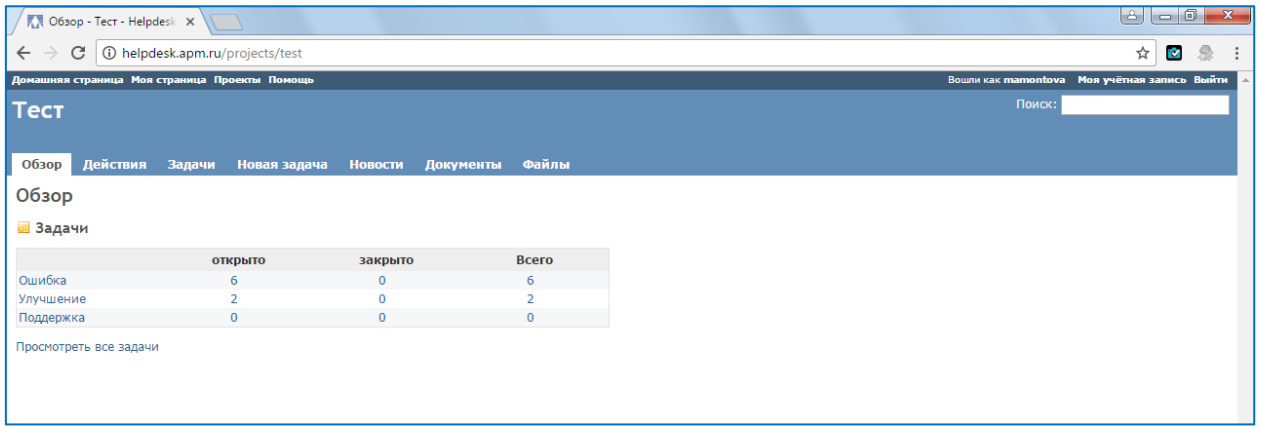 Обзор - Тест - Helpdesk
helpdesk.apm.ru/projects/test
Домашняя страница Моя страница Проекты Помощь Вошли как mamontova Моя учётная запись Выйти
Тест Поиск:
Обзор Действия Задачи Новая задача Новости Документы Файлы
Обзор
Задачи
открыто закрыто Всего
Ошибка 6 0 6
Улучшение 2 0 2
Поддержка 0 0 0
Просмотреть все задачи